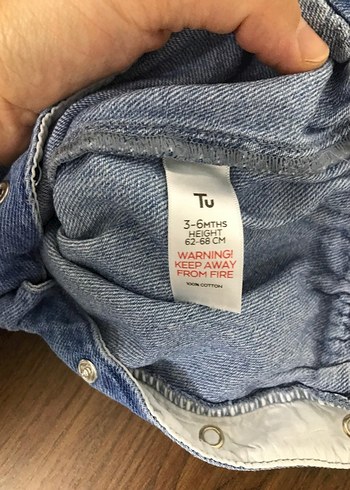 Tu
3-6MTHS
HEIGHT
62-68 CM
WARNING!
KEEP AWAY
FROM FIRE
100% COTTON